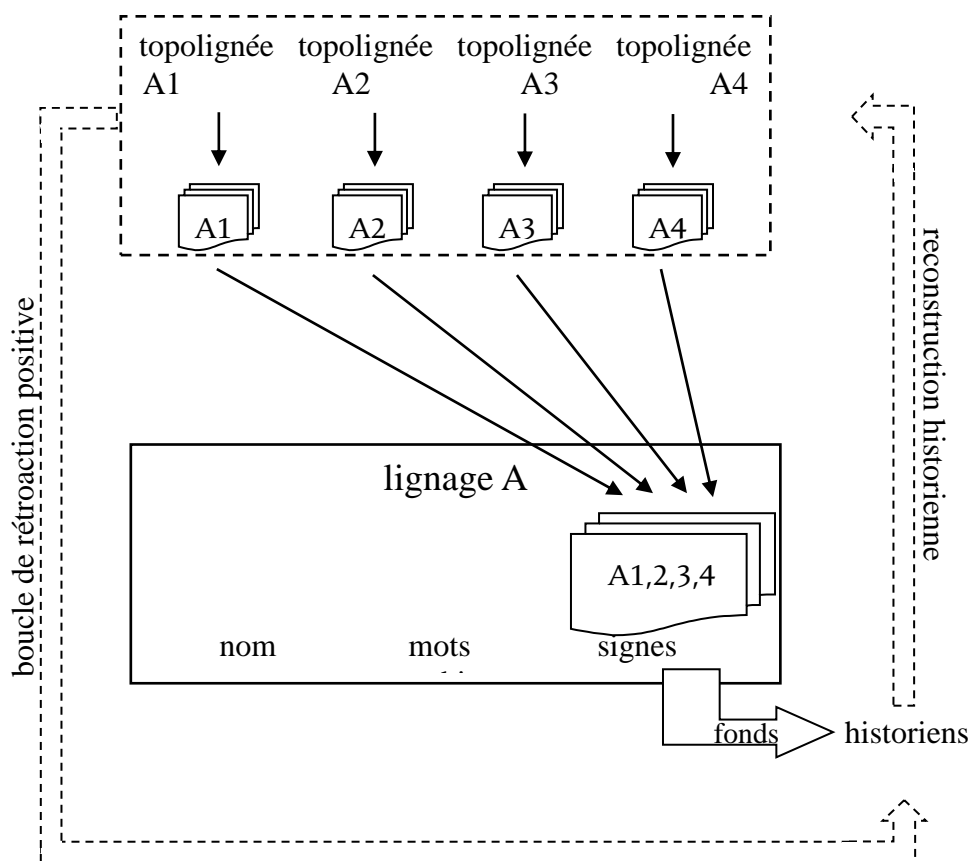 topolignée topolignée topolignée topolignée
A1 A2 A3 A4
A1 A2 A3 A4
boucle de rétroaction positive
reconstruction historienne
lignage A
A1,2,3,4
nom mots signes
fonds historiens